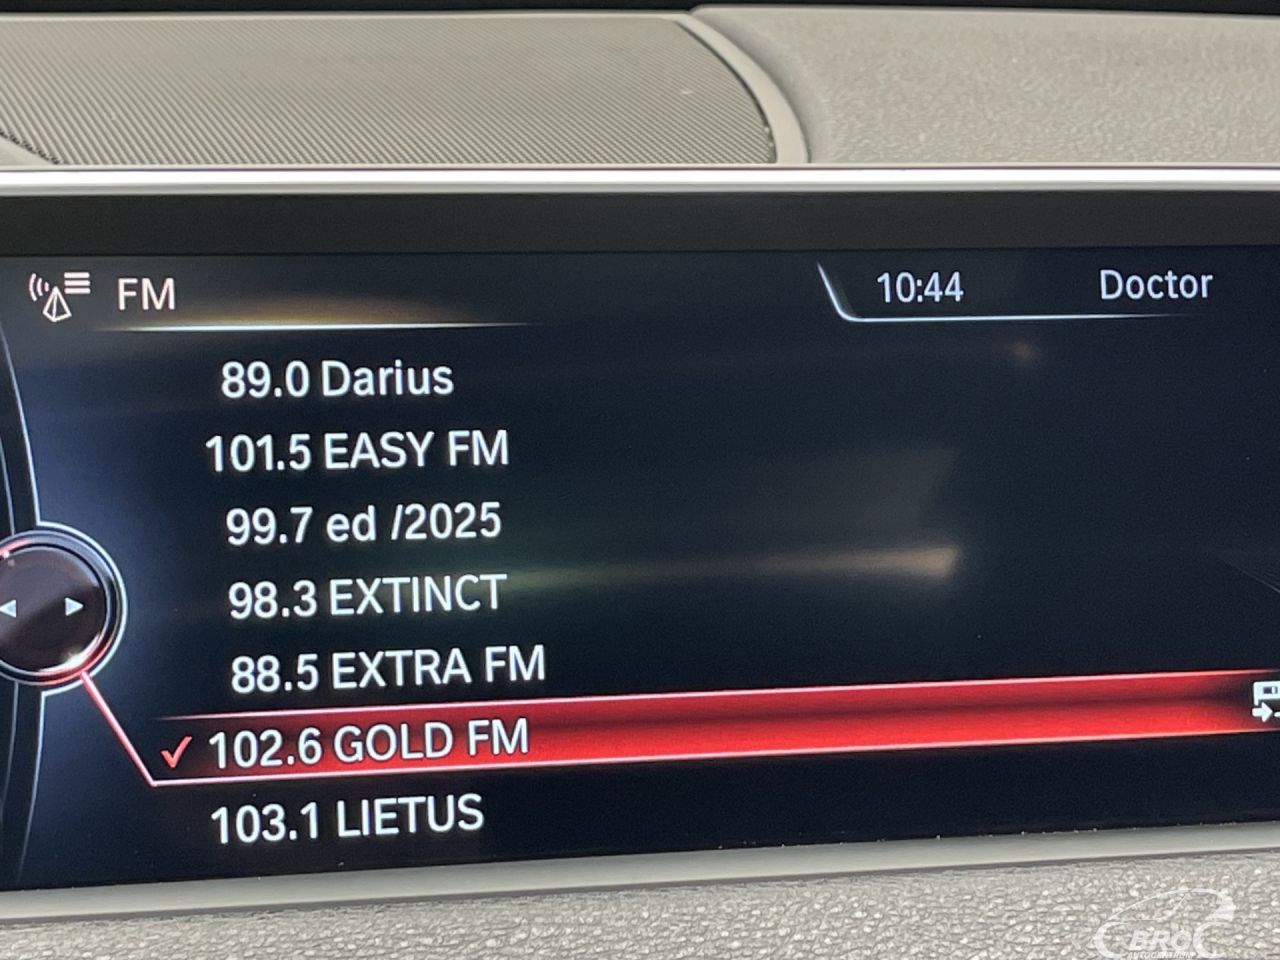 FM
10:44 Doctor
89.0 Darius
101.5 EASY FM
99.7 ed /2025
98.3 EXTINCT
88.5 EXTRA FM
102.6 GOLD FM
103.1 LIETUS
BRC
AUTOCENTRUM